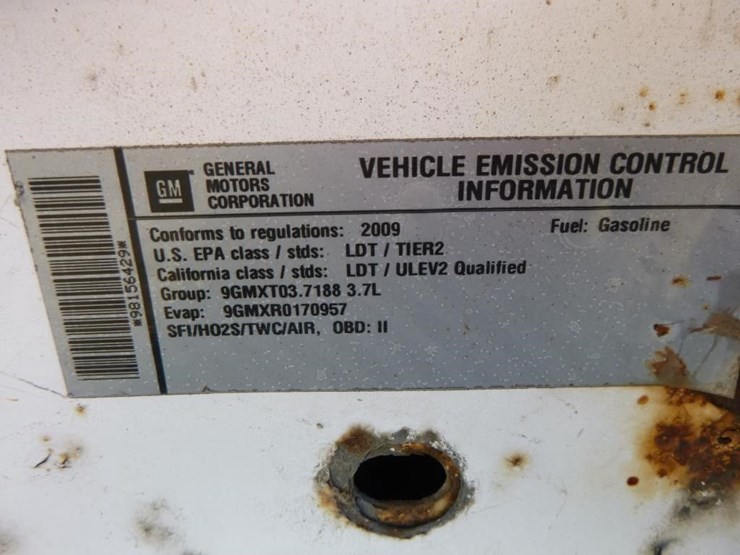 GM
GENERAL
MOTORS
CORPORATION
VEHICLE EMISSION CONTROL
INFORMATION
Conforms to regulations: 2009
Fuel: Gasoline
U.S. EPA class / stds: LDT / TIER2
California class / stds: LDT / ULEV2 Qualified
Group: 9GMXT03.7188 3.7L
Evap: 9GMXR0170957
SFI/HO2S/TWC/AIR, OBD: II
*98156429*